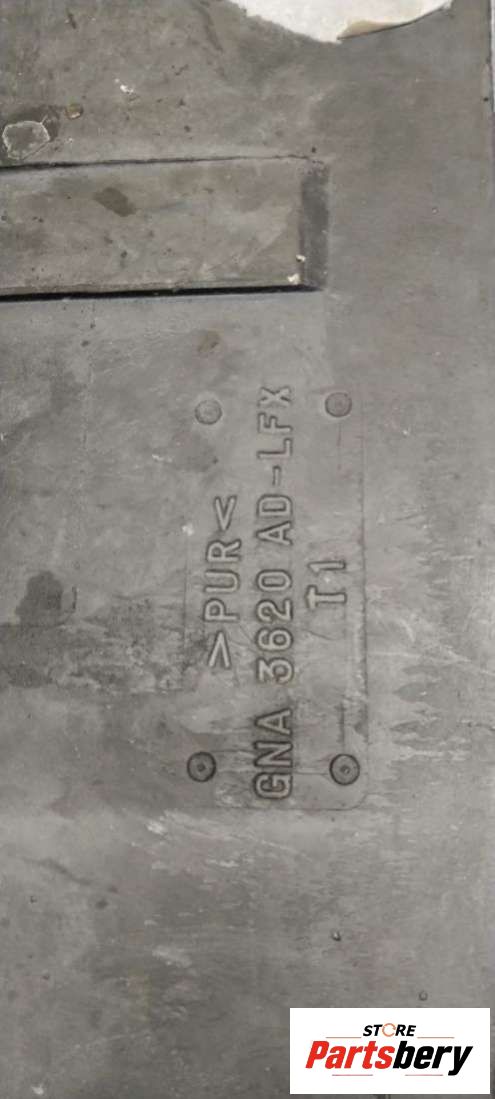 >PUR<
GNA 3620 AD-LFX
T1
STORE
Partsbery